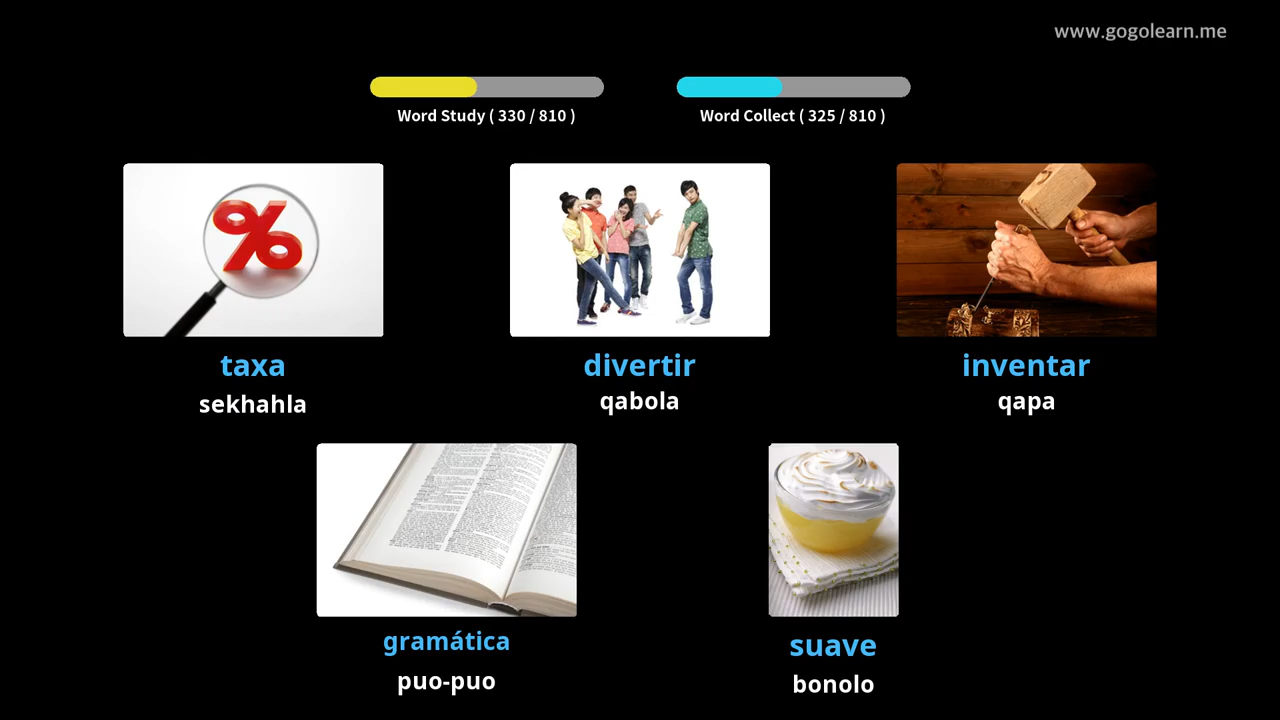 www.gogolearn.me
Word Study ( 330 / 810 )
Word Collect ( 325 / 810 )
%
taxa
sekhahla
divertir
qabola
inventar
qapa
gramática
puo-puo
suave
bonolo